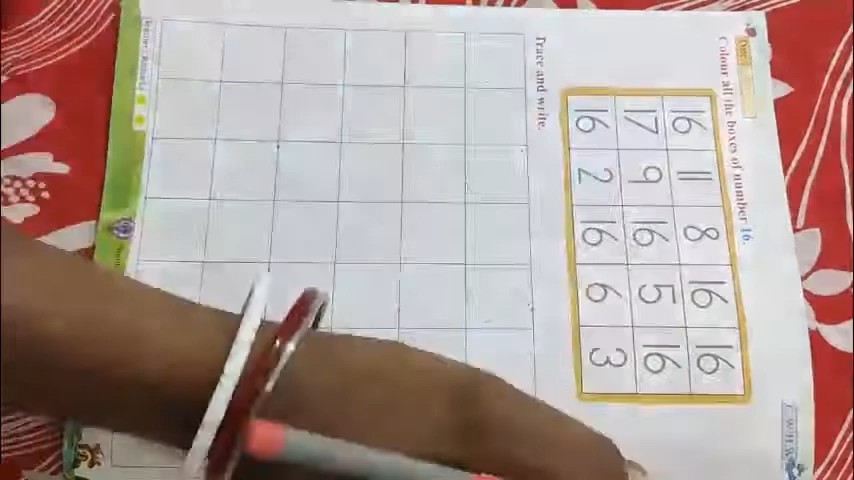 C.W./H.W.
Colour all the boxes of number 16.
16 11 8 16 16
17 9 16 5 16
16 2 16 6 3
Trace and write.